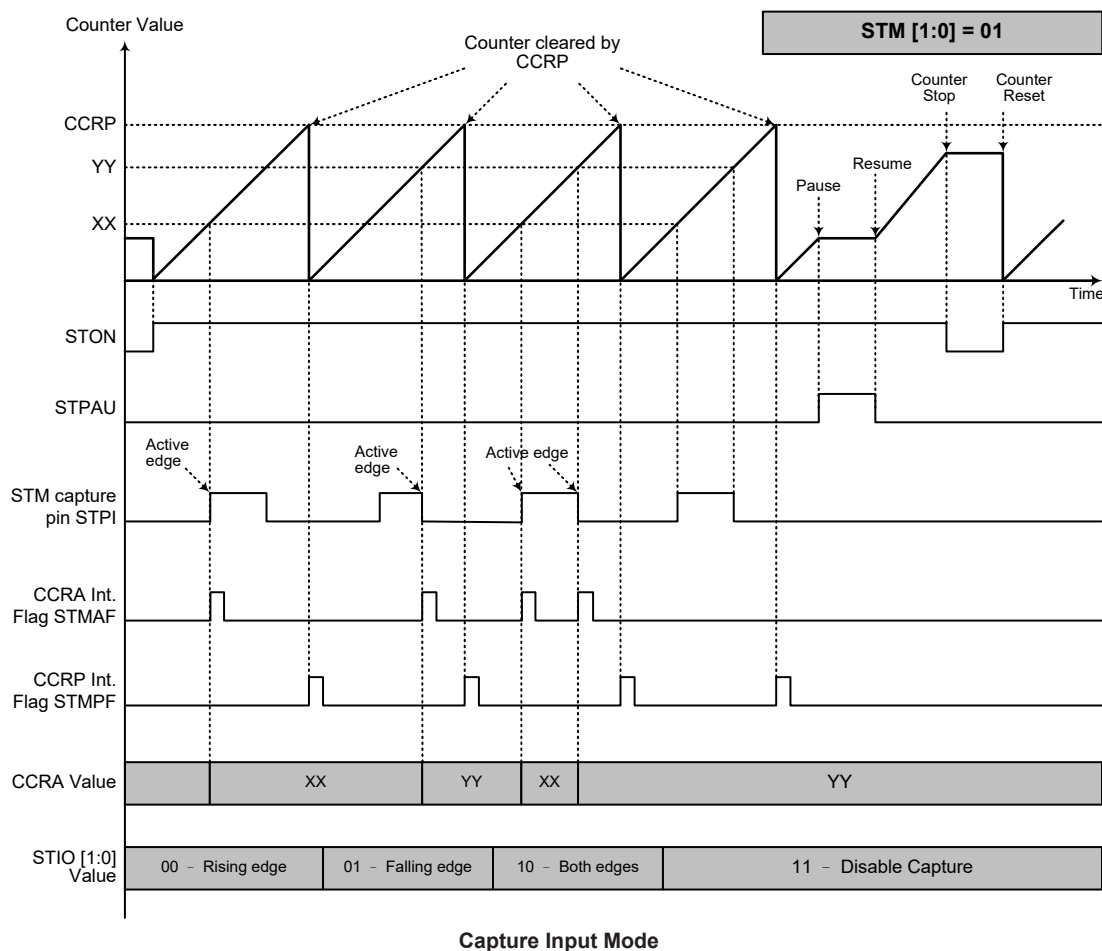 Counter Value
STM [1:0] = 01
Counter cleared by
CCRP
Counter
Stop
Counter
Reset
CCRP
YY
Resume
Pause
XX
Time
STON
STPAU
Active
edge
Active
edge
Active edge
STM capture
pin STPI
CCRA Int.
Flag STMAF
CCRP Int.
Flag STMPF
CCRA Value
XX
YY
XX
YY
STIO [1:0]
Value
00 – Rising edge
01 – Falling edge
10 – Both edges
11 – Disable Capture
Capture Input Mode